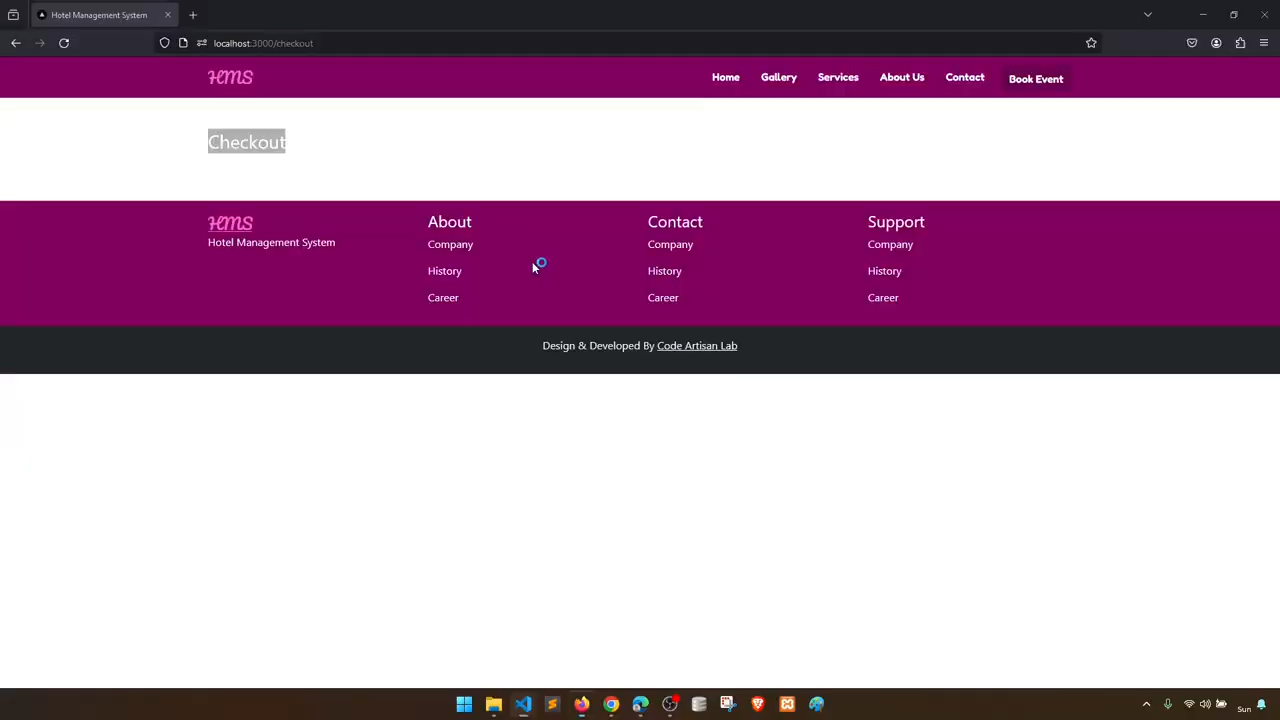 Hotel Management System
localhost:3000/checkout
HMS
Home Gallery Services About Us Contact Book Event
Checkout
HMS
Hotel Management System
About
Company
History
Career
Contact
Company
History
Career
Support
Company
History
Career
Design & Developed By Code Artisan Lab
Sun